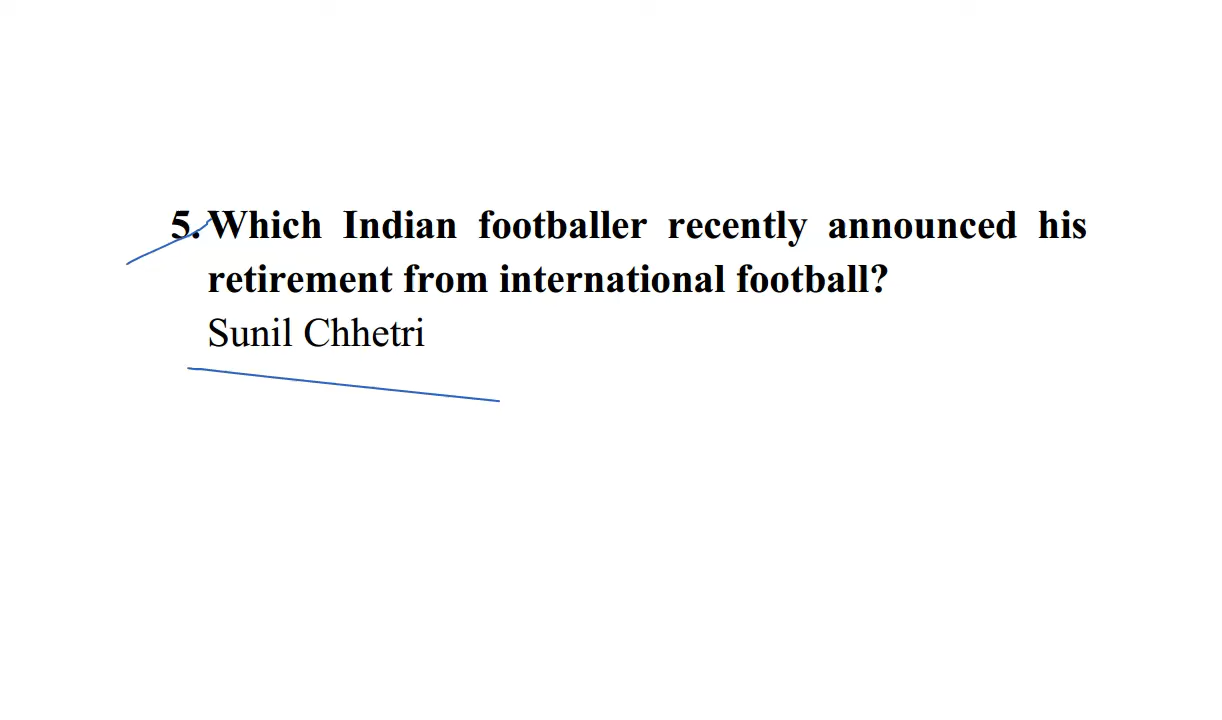 5. Which Indian footballer recently announced his
retirement from international football?
Sunil Chhetri